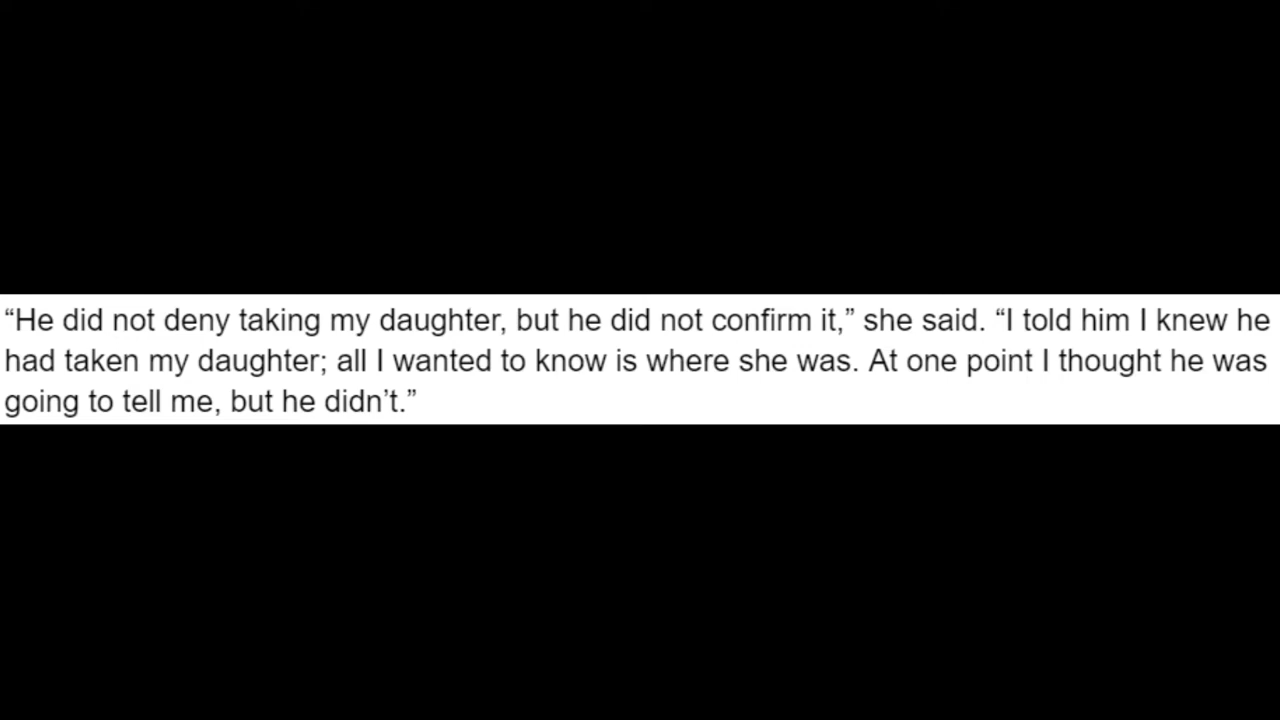 “He did not deny taking my daughter, but he did not confirm it,” she said. “I told him I knew he
had taken my daughter; all I wanted to know is where she was. At one point I thought he was
going to tell me, but he didn’t.”